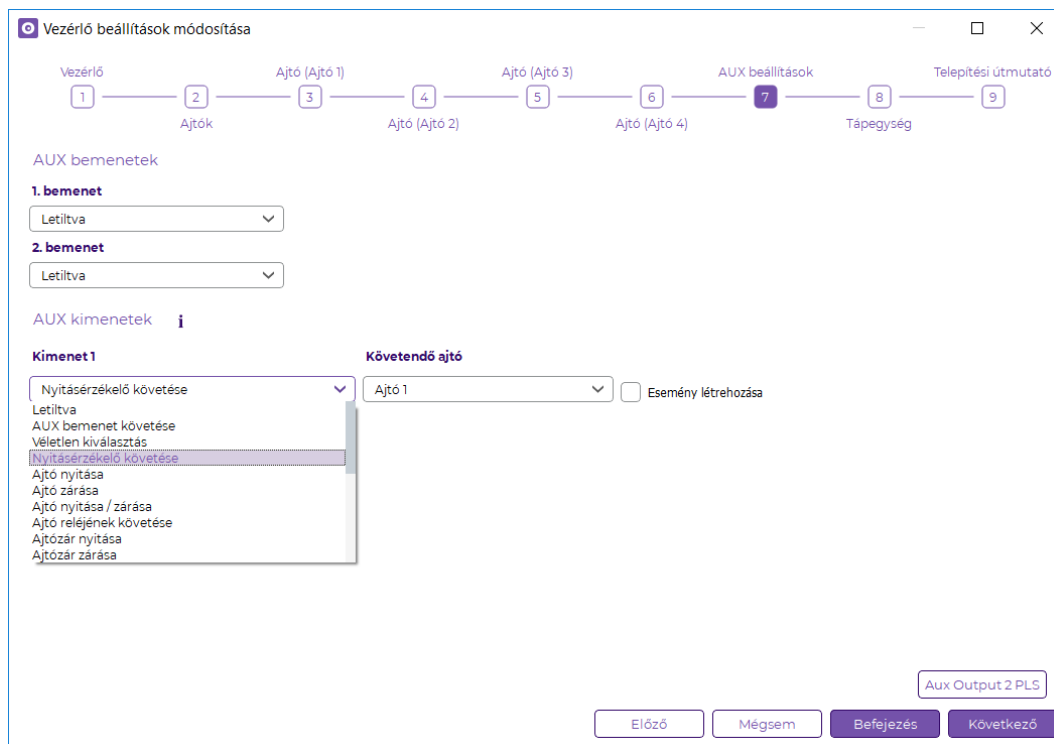 Vezérlő beállítások módosítása
Vezérlő Ajtó (Ajtó 1) Ajtó (Ajtó 3) AUX beállítások Telepítési útmutató
1 2 3 4 5 6 7 8 9
Ajtók Ajtó (Ajtó 2) Ajtó (Ajtó 4) Tápegység
AUX bemenetek
1. bemenet
Letiltva
2. bemenet
Letiltva
AUX kimenetek i
Kimenet 1 Követendő ajtó
Nyitásérzékelő követése Ajtó 1 Esemény létrehozása
Letiltva
AUX bemenet követése
Véletlen kiválasztás
Nyitásérzékelő követése
Ajtó nyitása
Ajtó zárása
Ajtó nyitása / zárása
Ajtó reléjének követése
Ajtózár nyitása
Ajtózár zárása
Aux Output 2 PLS
Előző Mégsem Befejezés Következő